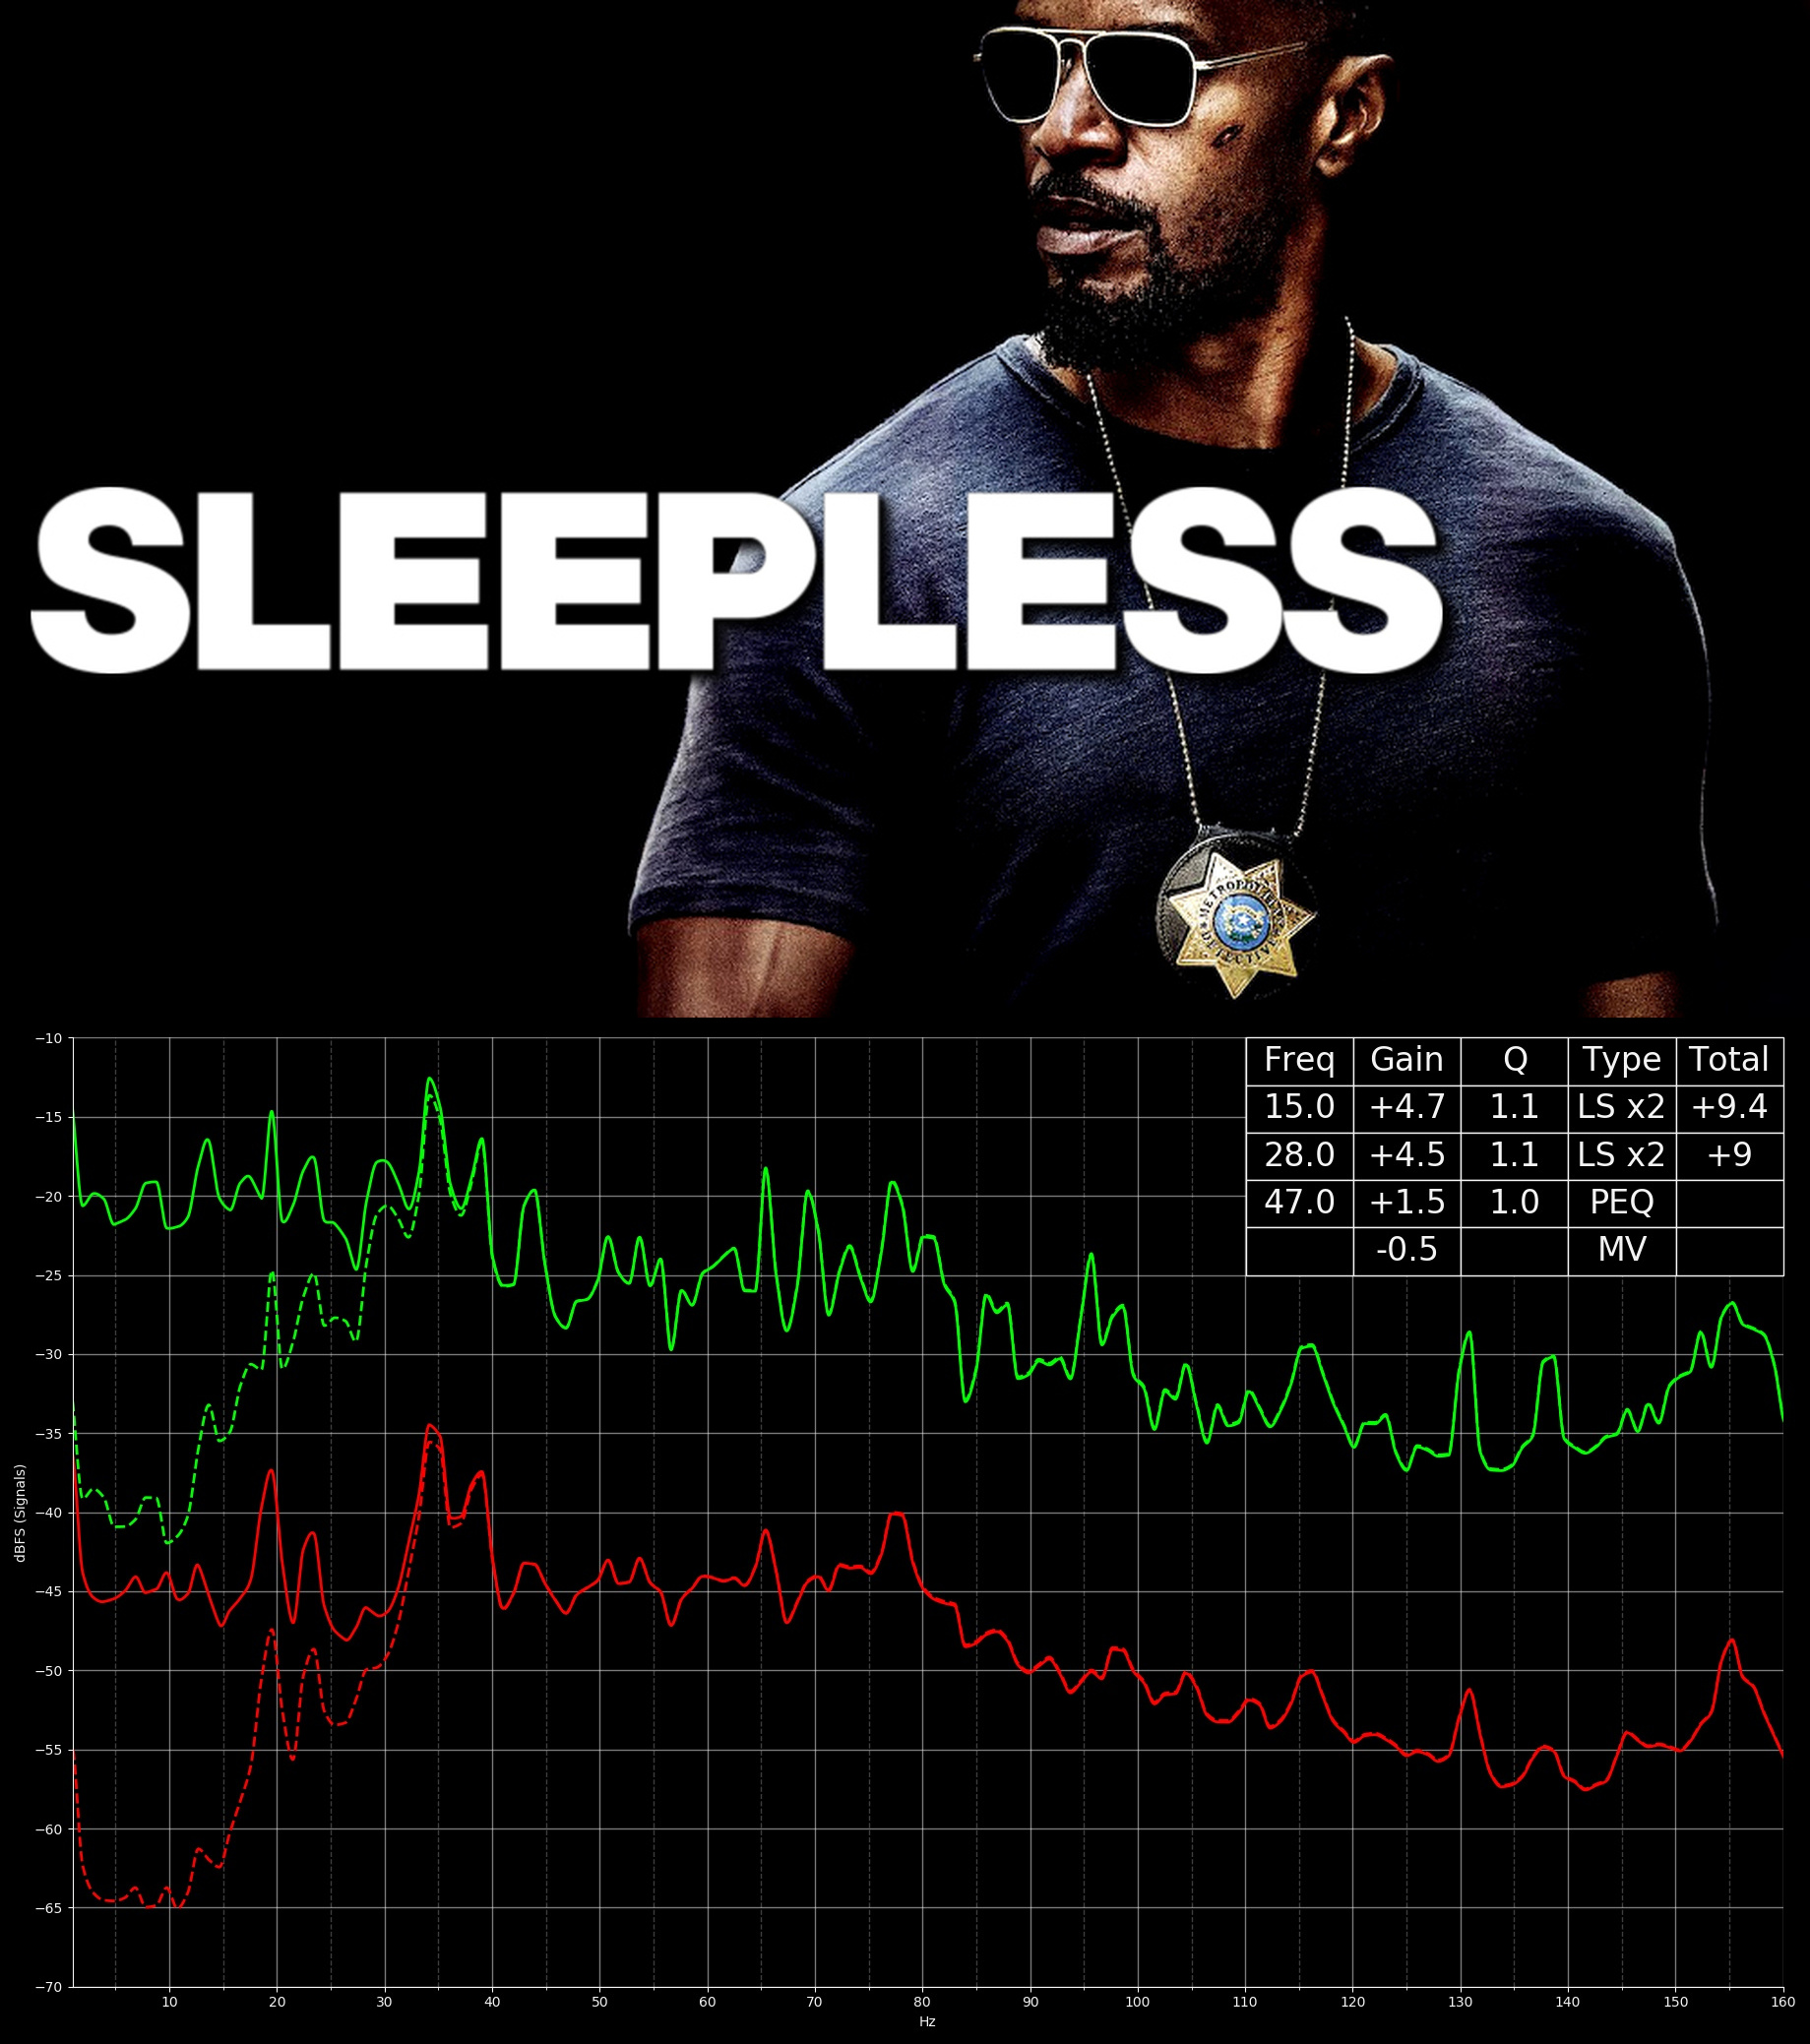 SLEEPLESS
METROPOLITAN
DETECTIVE
Freq Gain Q Type Total
15.0 +4.7 1.1 LS x2 +9.4
28.0 +4.5 1.1 LS x2 +9
47.0 +1.5 1.0 PEQ
-0.5 MV
−10
−15
−20
−25
−30
−35
−40
−45
−50
−55
−60
−65
−70
dBFS (Signals)
10 20 30 40 50 60 70 80 90 100 110 120 130 140 150 160
Hz